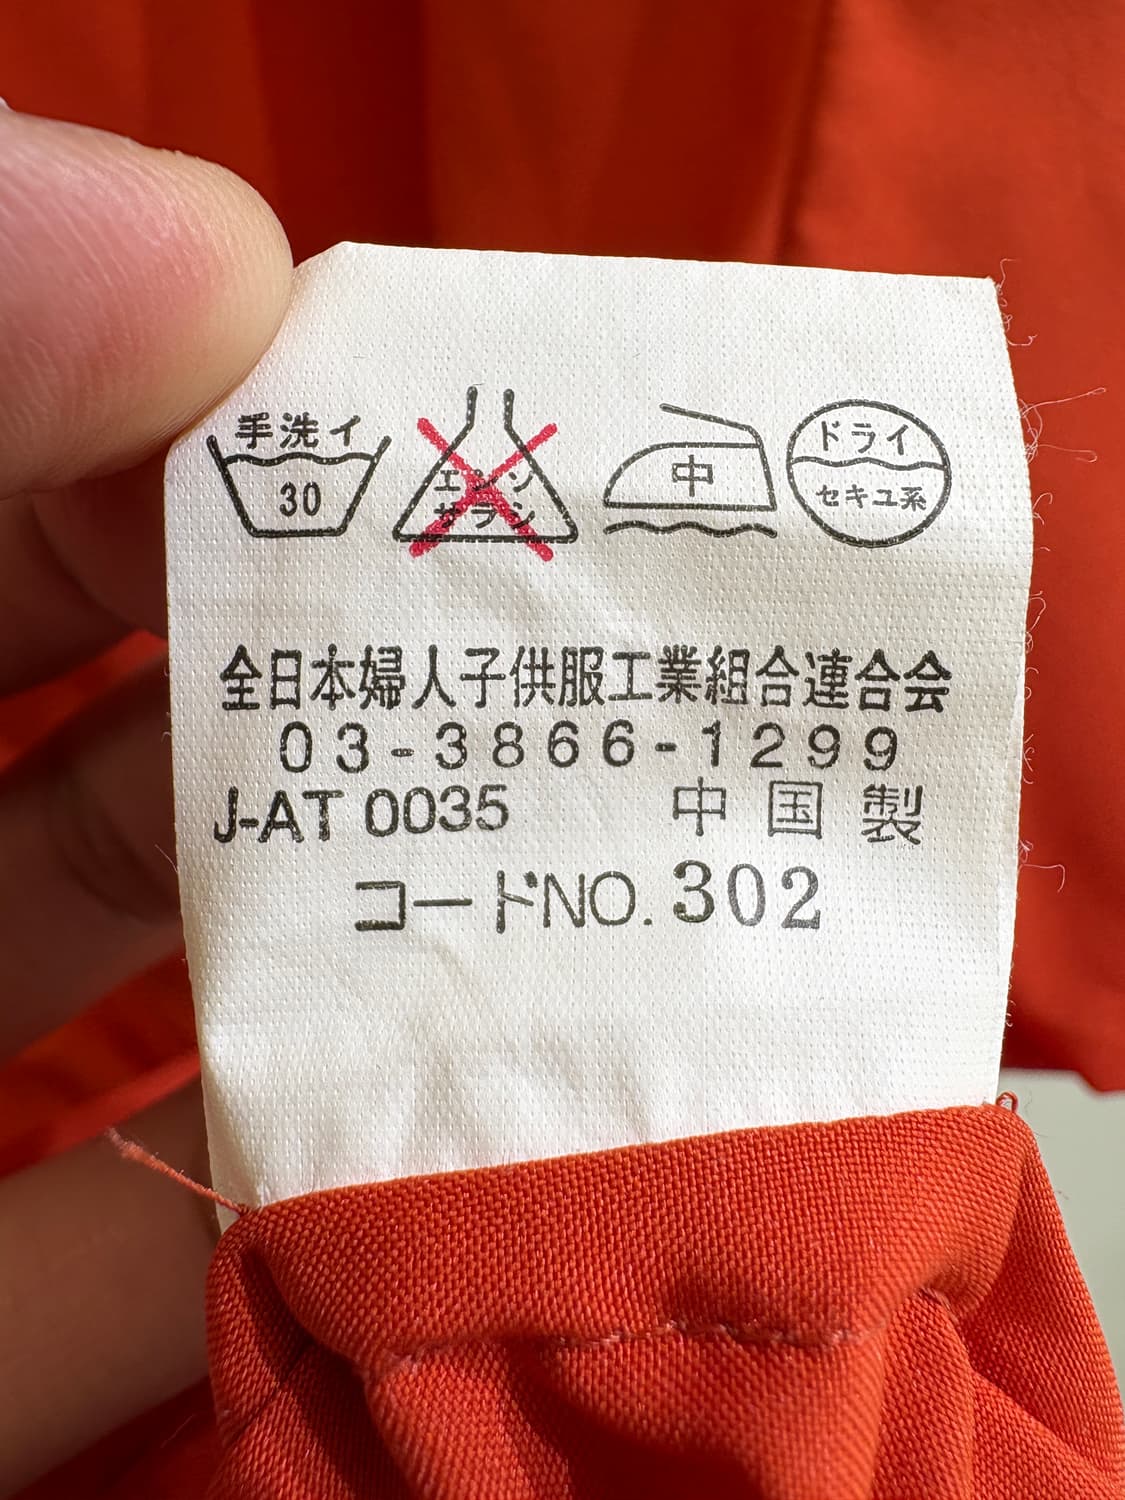 手洗イ
30
エンソ
サラシ
中
ドライ
セキユ系
全日本婦人子供服工業組合連合会
03-3866-1299
J-AT 0035 中国製
コードNO. 302